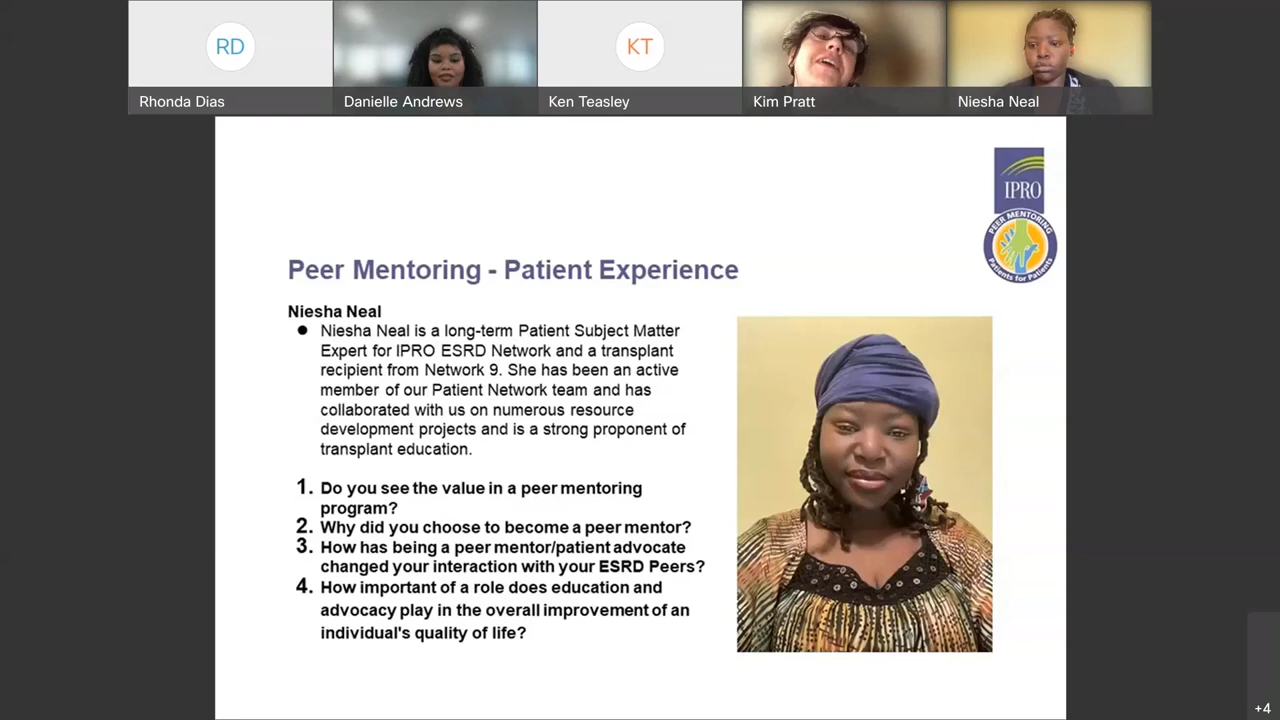 RD
KT
Rhonda Dias
Danielle Andrews
Ken Teasley
Kim Pratt
Niesha Neal
IPRO
PEER MENTORING
Patients for Patients
Peer Mentoring - Patient Experience
Niesha Neal
● Niesha Neal is a long-term Patient Subject Matter
Expert for IPRO ESRD Network and a transplant
recipient from Network 9. She has been an active
member of our Patient Network team and has
collaborated with us on numerous resource
development projects and is a strong proponent of
transplant education.
1. Do you see the value in a peer mentoring
program?
2. Why did you choose to become a peer mentor?
3. How has being a peer mentor/patient advocate
changed your interaction with your ESRD Peers?
4. How important of a role does education and
advocacy play in the overall improvement of an
individual's quality of life?
+4